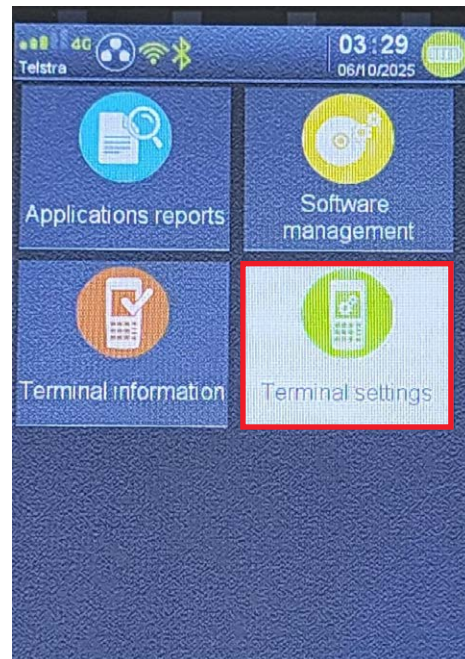 4G
03:29
Telstra
06/10/2025
Applications reports
Software
management
Terminal information
Terminal settings